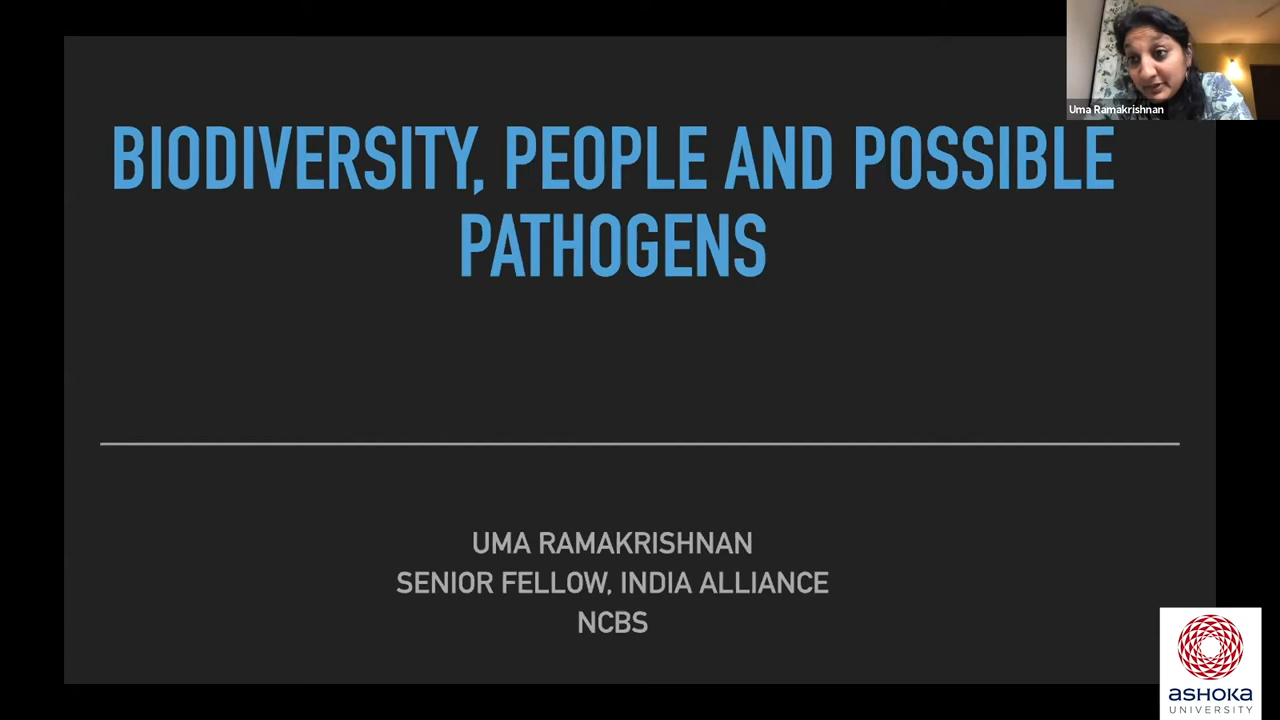 Uma Ramakrishnan
BIODIVERSITY, PEOPLE AND POSSIBLE
PATHOGENS
UMA RAMAKRISHNAN
SENIOR FELLOW, INDIA ALLIANCE
NCBS
ASHOKA
UNIVERSITY